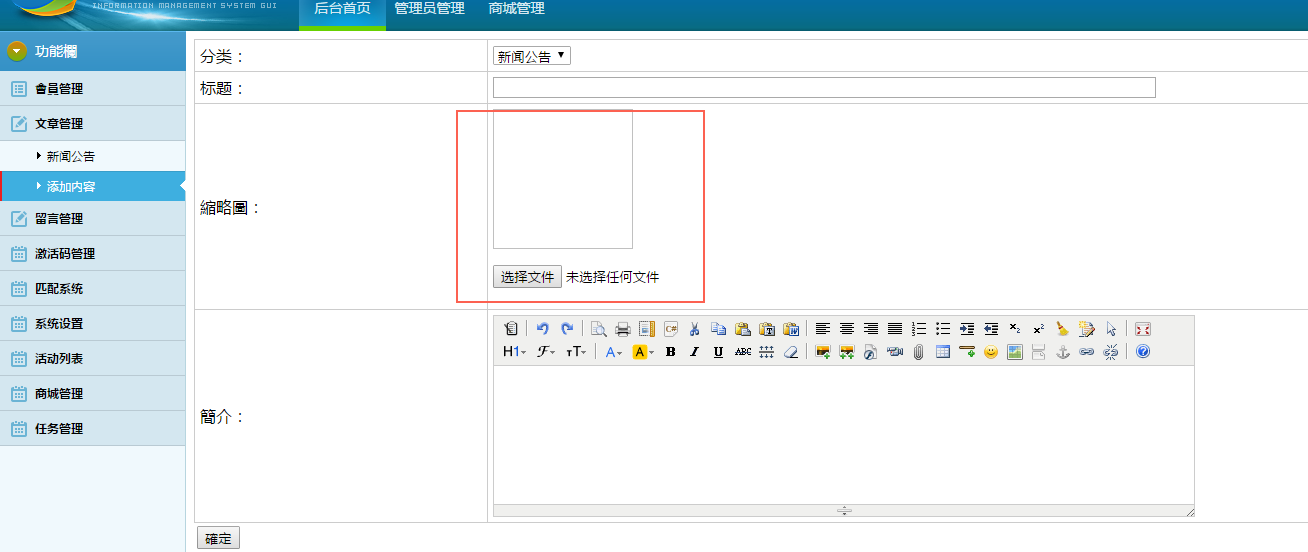 INFORMATION MANAGEMENT SYSTEM GUI
后台首页 管理员管理 商城管理
功能欄
會員管理
文章管理
新闻公告
添加内容
留言管理
激活码管理
匹配系统
系统设置
活动列表
商城管理
任务管理
分类：
新闻公告
标题：
縮略圖：
选择文件 未选择任何文件
簡介：
C#
H1 F TT A A B I U ABC
確定